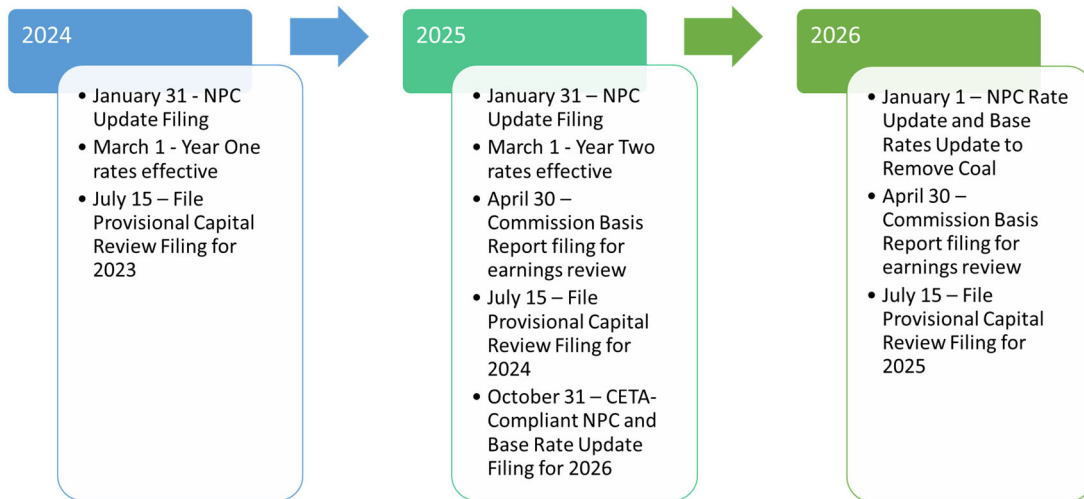 2024
• January 31 - NPC
Update Filing
• March 1 - Year One
rates effective
• July 15 – File
Provisional Capital
Review Filing for
2023
2025
• January 31 – NPC
Update Filing
• March 1 - Year Two
rates effective
• April 30 –
Commission Basis
Report filing for
earnings review
• July 15 – File
Provisional Capital
Review Filing for
2024
• October 31 – CETA-
Compliant NPC and
Base Rate Update
Filing for 2026
2026
• January 1 – NPC Rate
Update and Base
Rates Update to
Remove Coal
• April 30 –
Commission Basis
Report filing for
earnings review
• July 15 – File
Provisional Capital
Review Filing for
2025